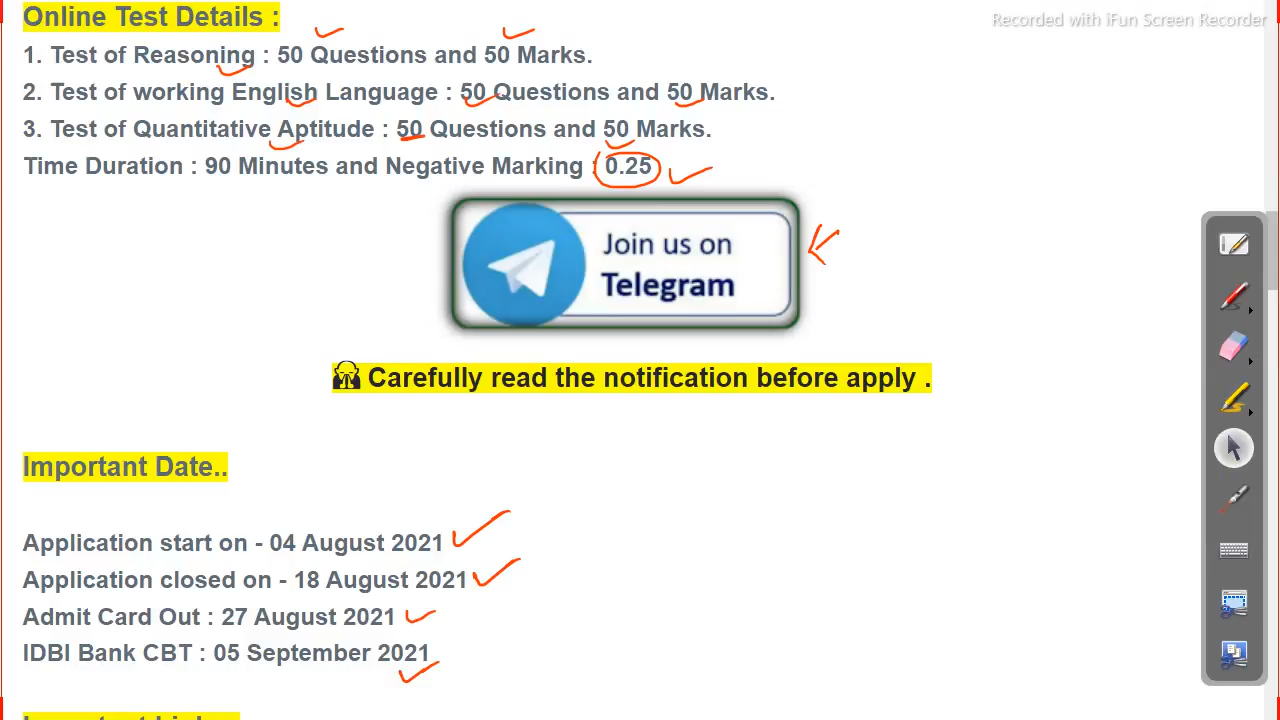 Online Test Details :
Recorded with iFun Screen Recorder
1. Test of Reasoning : 50 Questions and 50 Marks.
2. Test of working English Language : 50 Questions and 50 Marks.
3. Test of Quantitative Aptitude : 50 Questions and 50 Marks.
Time Duration : 90 Minutes and Negative Marking : 0.25
Join us on
Telegram
Carefully read the notification before apply .
Important Date..
Application start on - 04 August 2021
Application closed on - 18 August 2021
Admit Card Out : 27 August 2021
IDBI Bank CBT : 05 September 2021